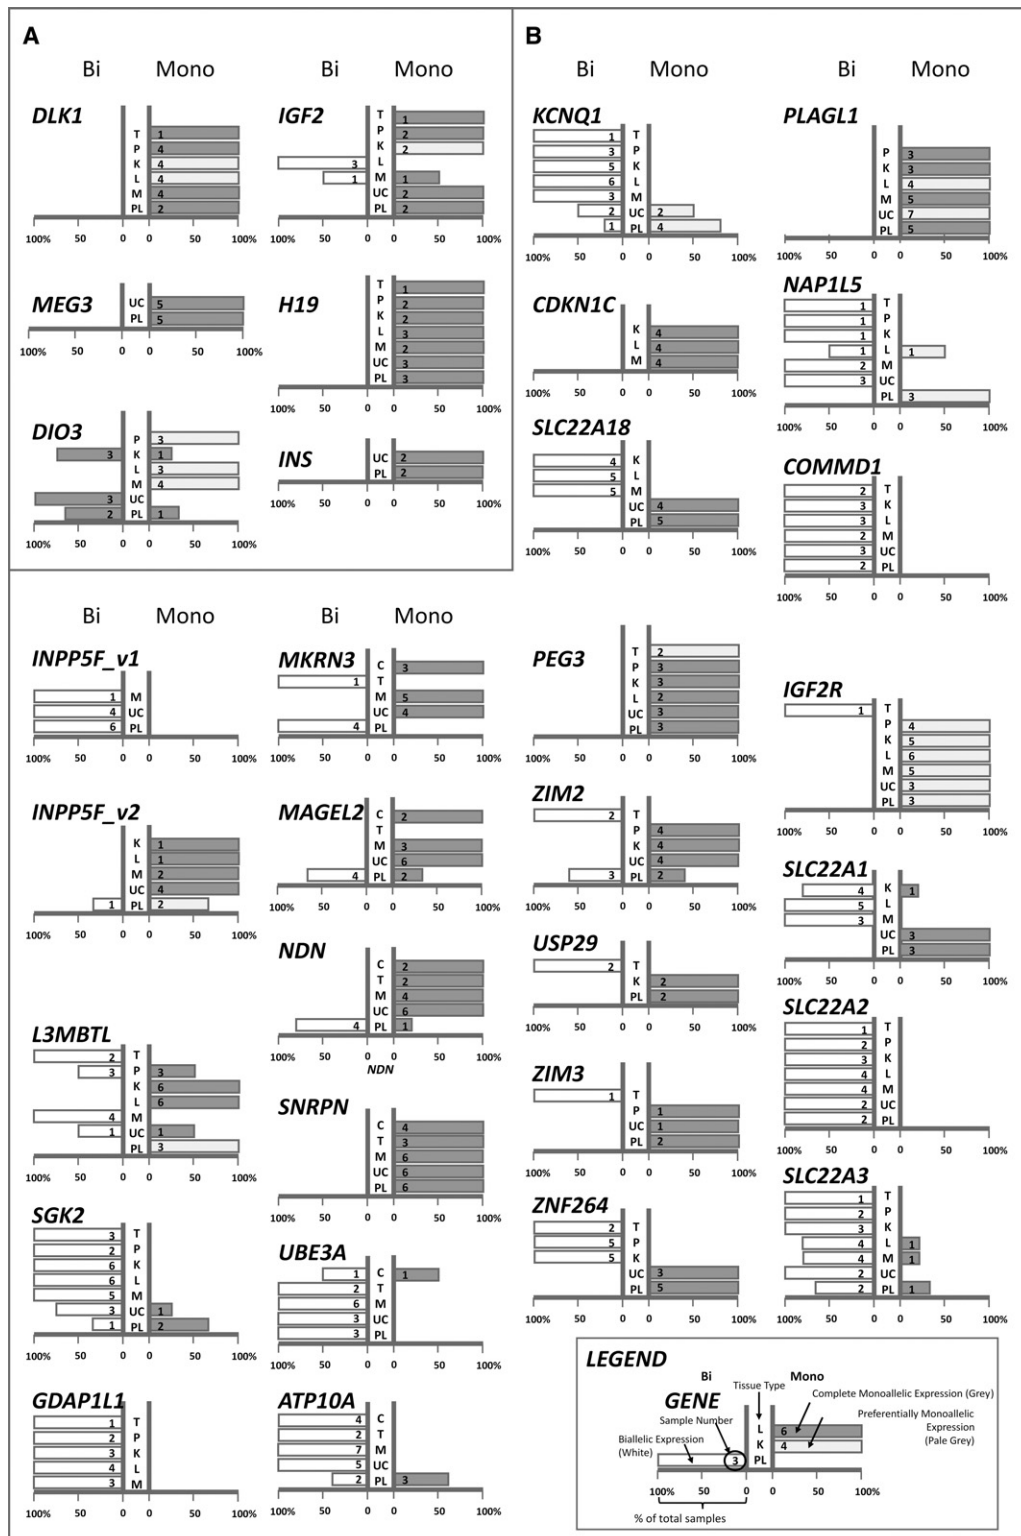 A
Bi Mono
Bi Mono
DLK1
T 1
P 4
K 4
L 4
M 4
PL 2
100% 50 0 0 50 100%
IGF2
T 1
P 2
K 2
3 L
1 M 1
UC 2
PL 2
100% 50 0 0 50 100%
MEG3
UC 5
PL 5
100% 50 0 0 50 100%
H19
T 1
P 2
K 2
L 3
M 2
UC 3
PL 3
100% 50 0 0 50 100%
DIO3
P 3
3 K 1
L 3
M 4
3 UC
2 PL 1
100% 50 0 0 50 100%
INS
UC 2
PL 2
100% 50 0 0 50 100%
B
Bi Mono
Bi Mono
KCNQ1
1 T
3 P
5 K
6 L
3 M
2 UC 2
1 PL 4
100% 50 0 0 50 100%
PLAGL1
P 3
K 3
L 4
M 5
UC 7
PL 5
100% 50 0 0 50 100%
CDKN1C
K 4
L 4
M 4
100% 50 0 0 50 100%
NAP1L5
1 T
1 P
1 K
1 L 1
2 M
3 UC
PL 3
100% 50 0 0 50 100%
SLC22A18
4 K
5 L
5 M
UC 4
PL 5
100% 50 0 0 50 100%
COMMD1
2 T
3 K
3 L
2 M
3 UC
2 PL
100% 50 0 0 50 100%
Bi Mono
Bi Mono
INPP5F_v1
1 M
4 UC
6 PL
100% 50 0 0 50 100%
MKRN3
C 3
1 T
M 5
UC 4
4 PL
100% 50 0 0 50 100%
PEG3
T 2
P 3
K 3
L 2
UC 3
PL 3
100% 50 0 0 50 100%
IGF2R
1 T
P 4
K 5
L 6
M 5
UC 3
PL 3
100% 50 0 0 50 100%
INPP5F_v2
K 1
L 1
M 2
UC 4
1 PL 2
100% 50 0 0 50 100%
MAGEL2
C 2
T
M 3
UC 6
4 PL 2
100% 50 0 0 50 100%
ZIM2
2 T
P 4
K 4
UC 4
3 PL 2
100% 50 0 0 50 100%
SLC22A1
4 K 1
5 L
3 M
UC 3
PL 3
100% 50 0 0 50 100%
NDN
C 2
T 2
M 4
UC 6
4 PL 1
100% 50 0 0 50 100%
NDN
USP29
2 T
K 2
PL 2
100% 50 0 0 50 100%
SLC22A2
1 T
2 P
3 K
4 L
4 M
2 UC
2 PL
100% 50 0 0 50 100%
L3MBTL
2 T
3 P 3
K 6
L 6
4 M
1 UC 1
PL 3
100% 50 0 0 50 100%
SNRPN
C 4
T 3
M 6
UC 6
PL 6
100% 50 0 0 50 100%
ZIM3
1 T
P 1
UC 1
PL 2
100% 50 0 0 50 100%
SLC22A3
1 T
2 P
3 K
4 L 1
4 M 1
2 UC
2 PL 1
100% 50 0 0 50 100%
SGK2
3 T
2 P
6 K
6 L
5 M
3 UC 1
1 PL 2
100% 50 0 0 50 100%
UBE3A
1 C 1
2 T
6 M
3 UC
3 PL
100% 50 0 0 50 100%
ZNF264
2 T
5 P
5 K
UC 3
PL 5
100% 50 0 0 50 100%
GDAP1L1
1 T
2 P
3 K
4 L
3 M
100% 50 0 0 50 100%
ATP10A
4 C
2 T
7 M
5 UC
2 PL 3
100% 50 0 0 50 100%
LEGEND
Bi Mono
Tissue Type
GENE
Complete Monoallelic Expression (Grey)
Sample Number
Preferentially Monoallelic
Expression
(Pale Grey)
Biallelic Expression
(White)
L 6
K 4
3 PL
100% 50 0 0 50 100%
% of total samples